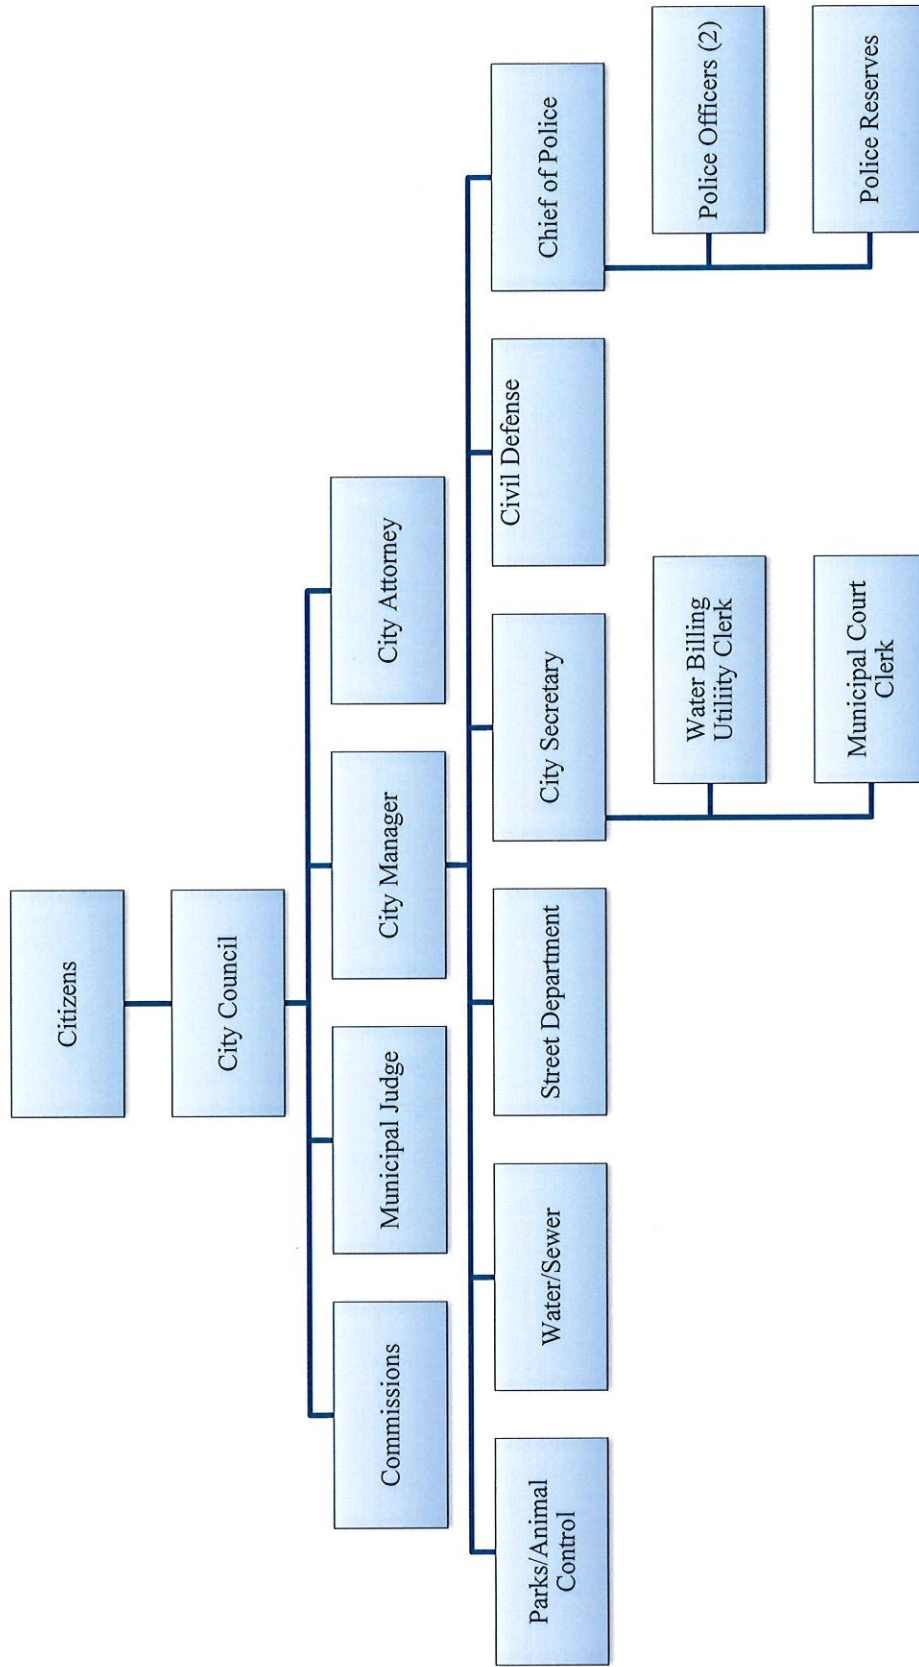 Citizens
City Council
Commissions
Municipal Judge
City Manager
City Attorney
Parks/Animal
Control
Water/Sewer
Street Department
City Secretary
Civil Defense
Chief of Police
Water Billing
Utiliity Clerk
Police Officers (2)
Municipal Court
Clerk
Police Reserves